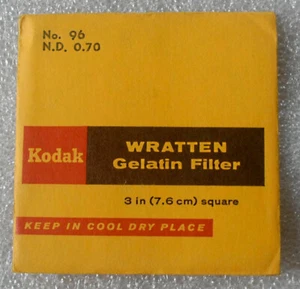 No. 96
N.D. 0.70
Kodak
WRATTEN
Gelatin Filter
3 in (7.6 cm) square
KEEP IN COOL DRY PLACE